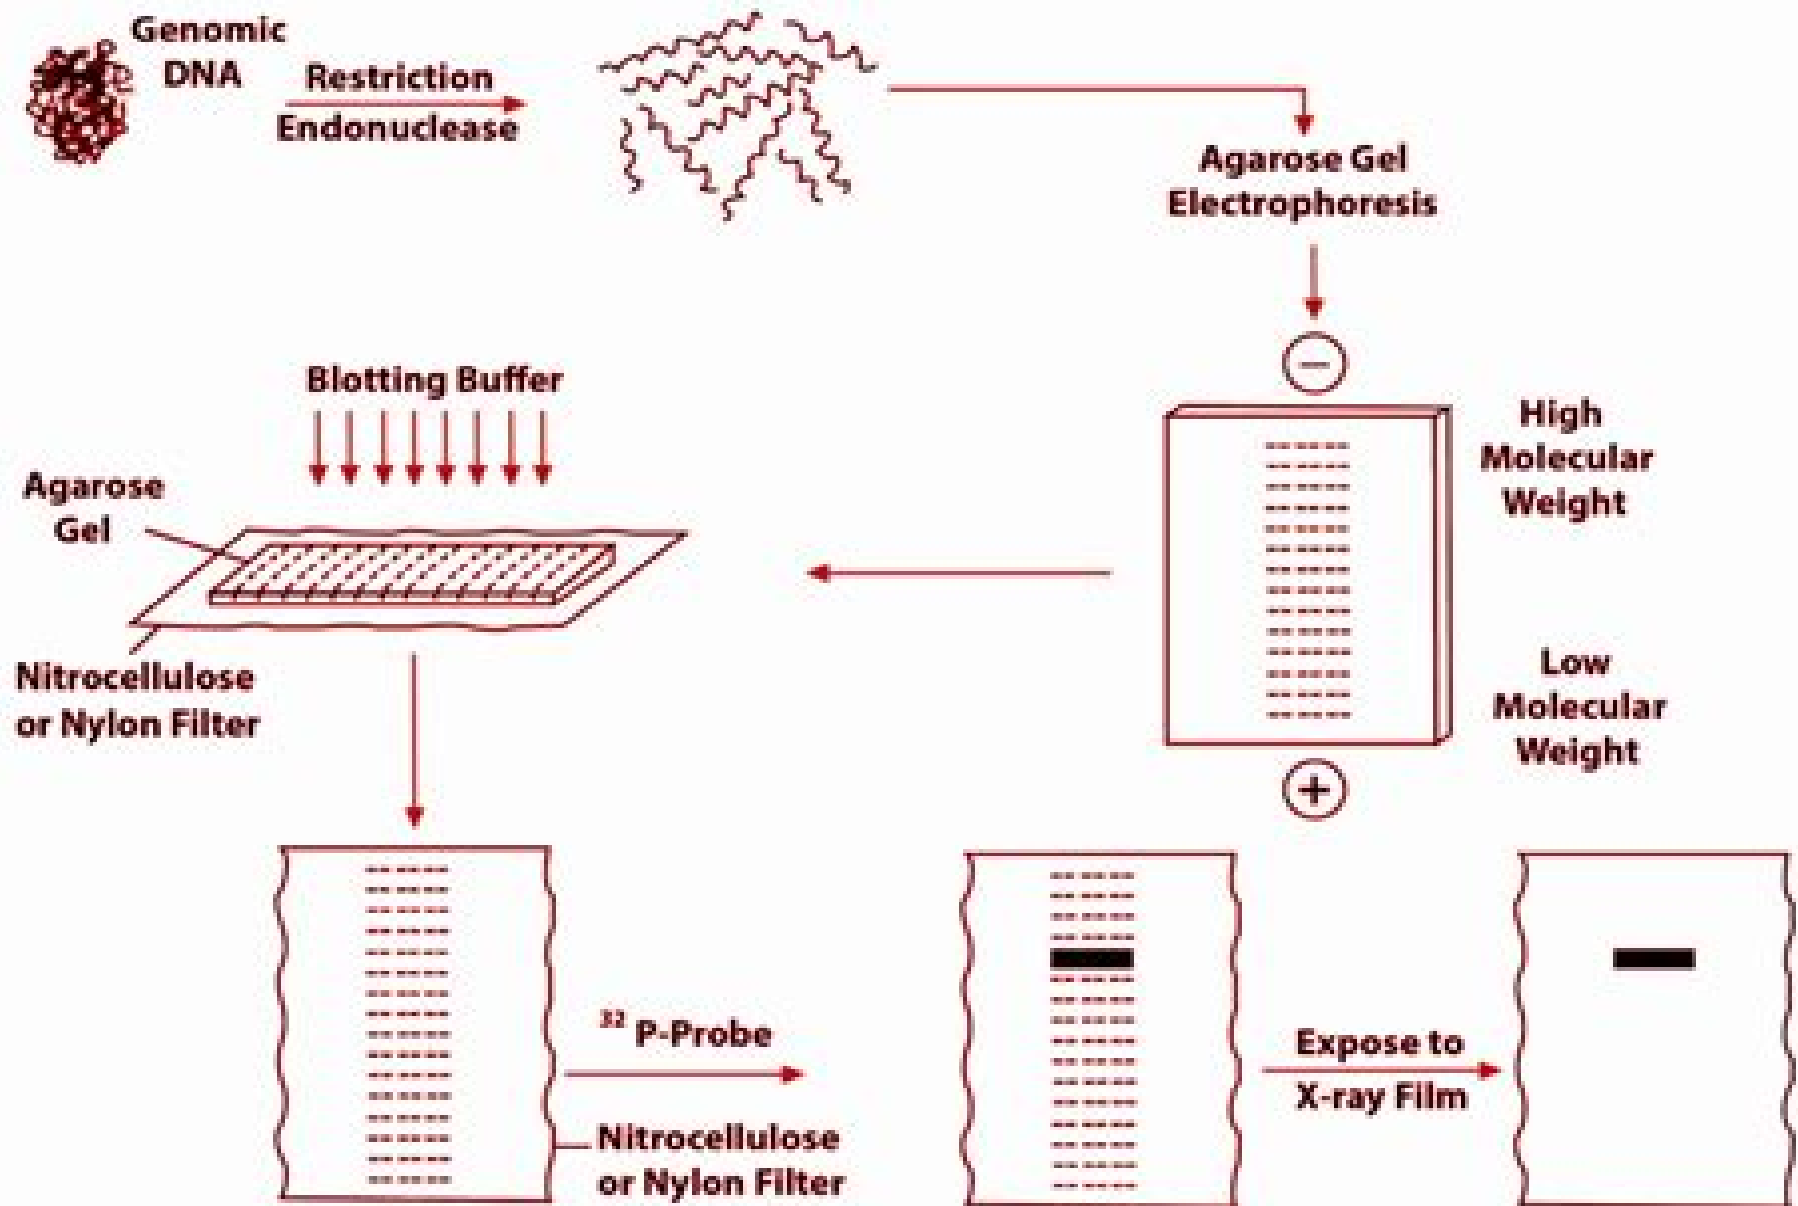 Genomic
DNA
Restriction
Endonuclease
Agarose Gel
Electrophoresis
−
High
Molecular
Weight
Low
Molecular
Weight
+
Blotting Buffer
Agarose
Gel
Nitrocellulose
or Nylon Filter
32 P-Probe
Nitrocellulose
or Nylon Filter
Expose to
X-ray Film